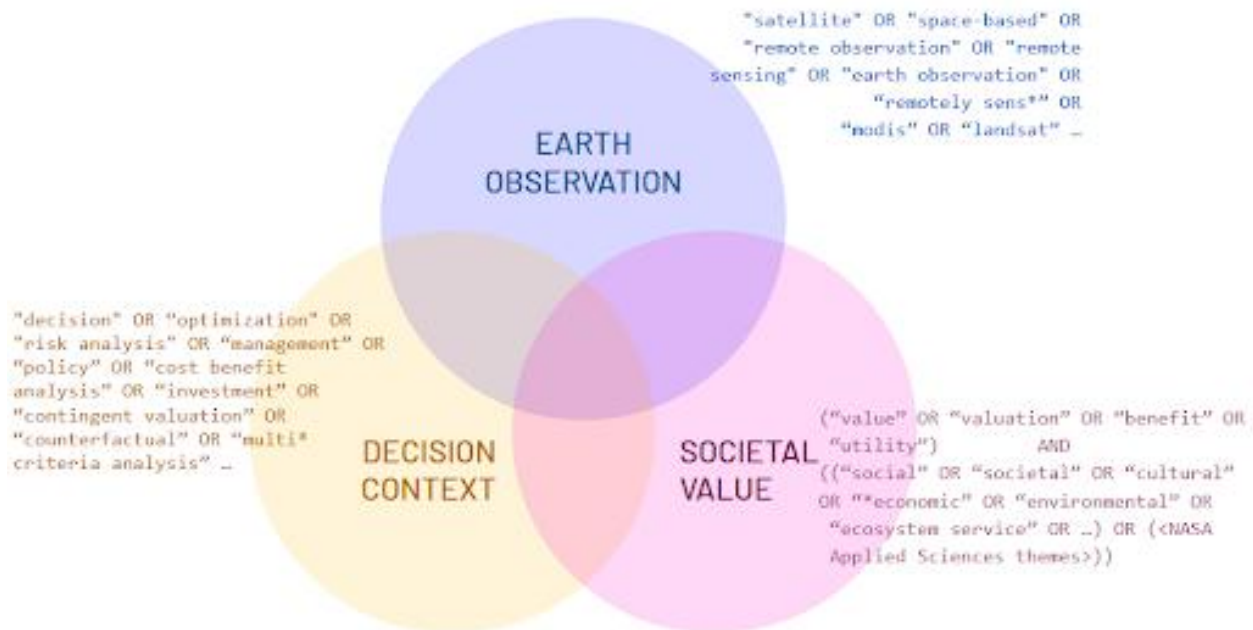 "satellite" OR "space-based" OR
"remote observation" OR "remote
sensing" OR "earth observation" OR
“remotely sens*” OR
“modis” OR “landsat” …
EARTH
OBSERVATION
"decision" OR “optimization” OR
"risk analysis" OR “management” OR
“policy” OR “cost benefit
analysis” OR “investment” OR
“contingent valuation” OR
“counterfactual” OR “multi*
criteria analysis” …
DECISION
CONTEXT
SOCIETAL
VALUE
(“value” OR “valuation” OR “benefit” OR
“utility”) AND
((“social” OR “societal” OR “cultural”
OR “*economic” OR “environmental” OR
“ecosystem service” OR …) OR (<NASA
Applied Sciences themes>))